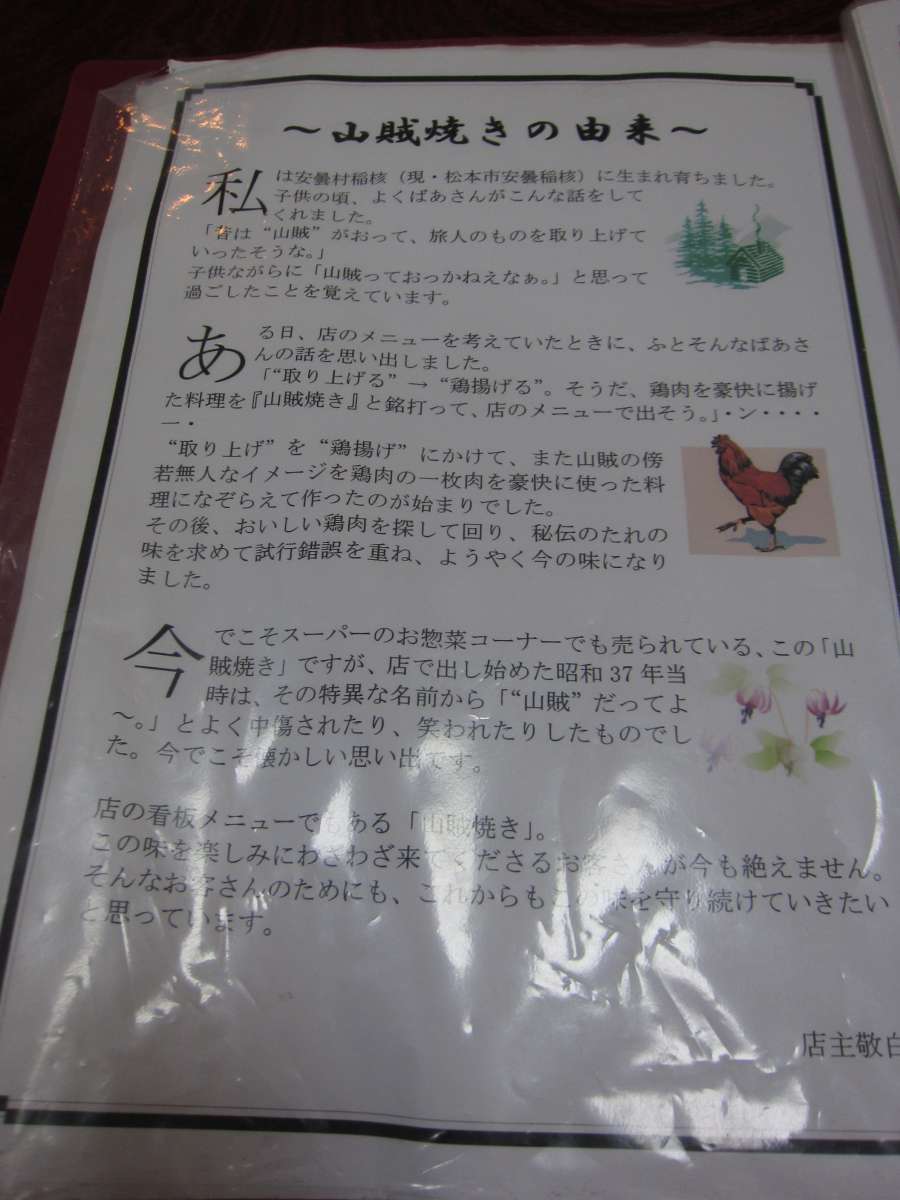 ～山賊焼きの由来～
私は安曇村稲核（現・松本市安曇稲核）に生まれ育ちました。
子供の頃、よくばあさんがこんな話をして
くれました。
「昔は“山賊”がおって、旅人のものを取り上げて
いったそうな。」
子供ながらに「山賊っておっかねえなぁ。」と思って
過ごしたことを覚えています。
ある日、店のメニューを考えていたときに、ふとそんなばあさ
んの話を思い出しました。
「“取り上げる”→“鶏揚げる”。そうだ、鶏肉を豪快に揚げ
た料理を『山賊焼き』と銘打って、店のメニューで出そう。」・ン・・・・
ー・
“取り上げ”を“鶏揚げ”にかけて、また山賊の傍
若無人なイメージを鶏肉の一枚肉を豪快に使った料
理になぞらえて作ったのが始まりでした。
その後、おいしい鶏肉を探して回り、秘伝のたれの
味を求めて試行錯誤を重ね、ようやく今の味になり
ました。
今でこそスーパーのお惣菜コーナーでも売られている、この「山
賊焼き」ですが、店で出し始めた昭和37年当
時は、その特異な名前から「“山賊”だってよ
～。」とよく中傷されたり、笑われたりしたものでし
た。今でこそ懐かしい思い出です。
店の看板メニューでもある「山賊焼き」。
この味を楽しみにわざわざ来てくださるお客さんが今も絶えません。
そんなお客さんのためにも、これからもこの味を守り続けていきたい
と思っています。
店主敬白